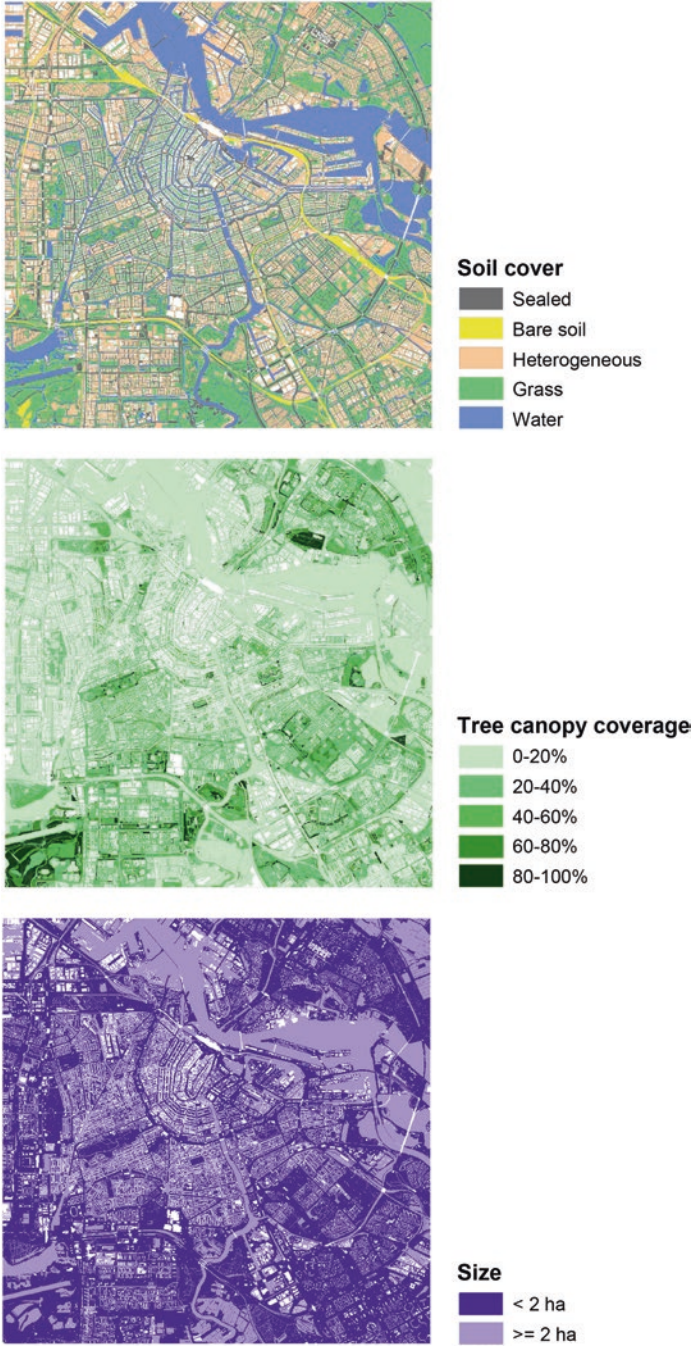 Soil cover
Sealed
Bare soil
Heterogeneous
Grass
Water
Tree canopy coverage
0-20%
20-40%
40-60%
60-80%
80-100%
Size
< 2 ha
>= 2 ha